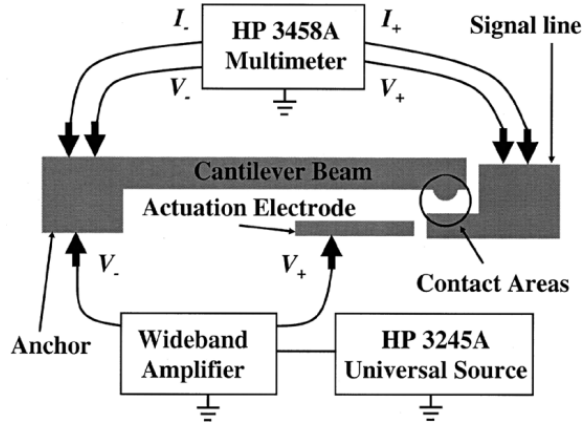 I-
HP 3458A
Multimeter
I+
Signal line
V-
V+
Cantilever Beam
Actuation Electrode
V-
V+
Contact Areas
Anchor
Wideband
Amplifier
HP 3245A
Universal Source